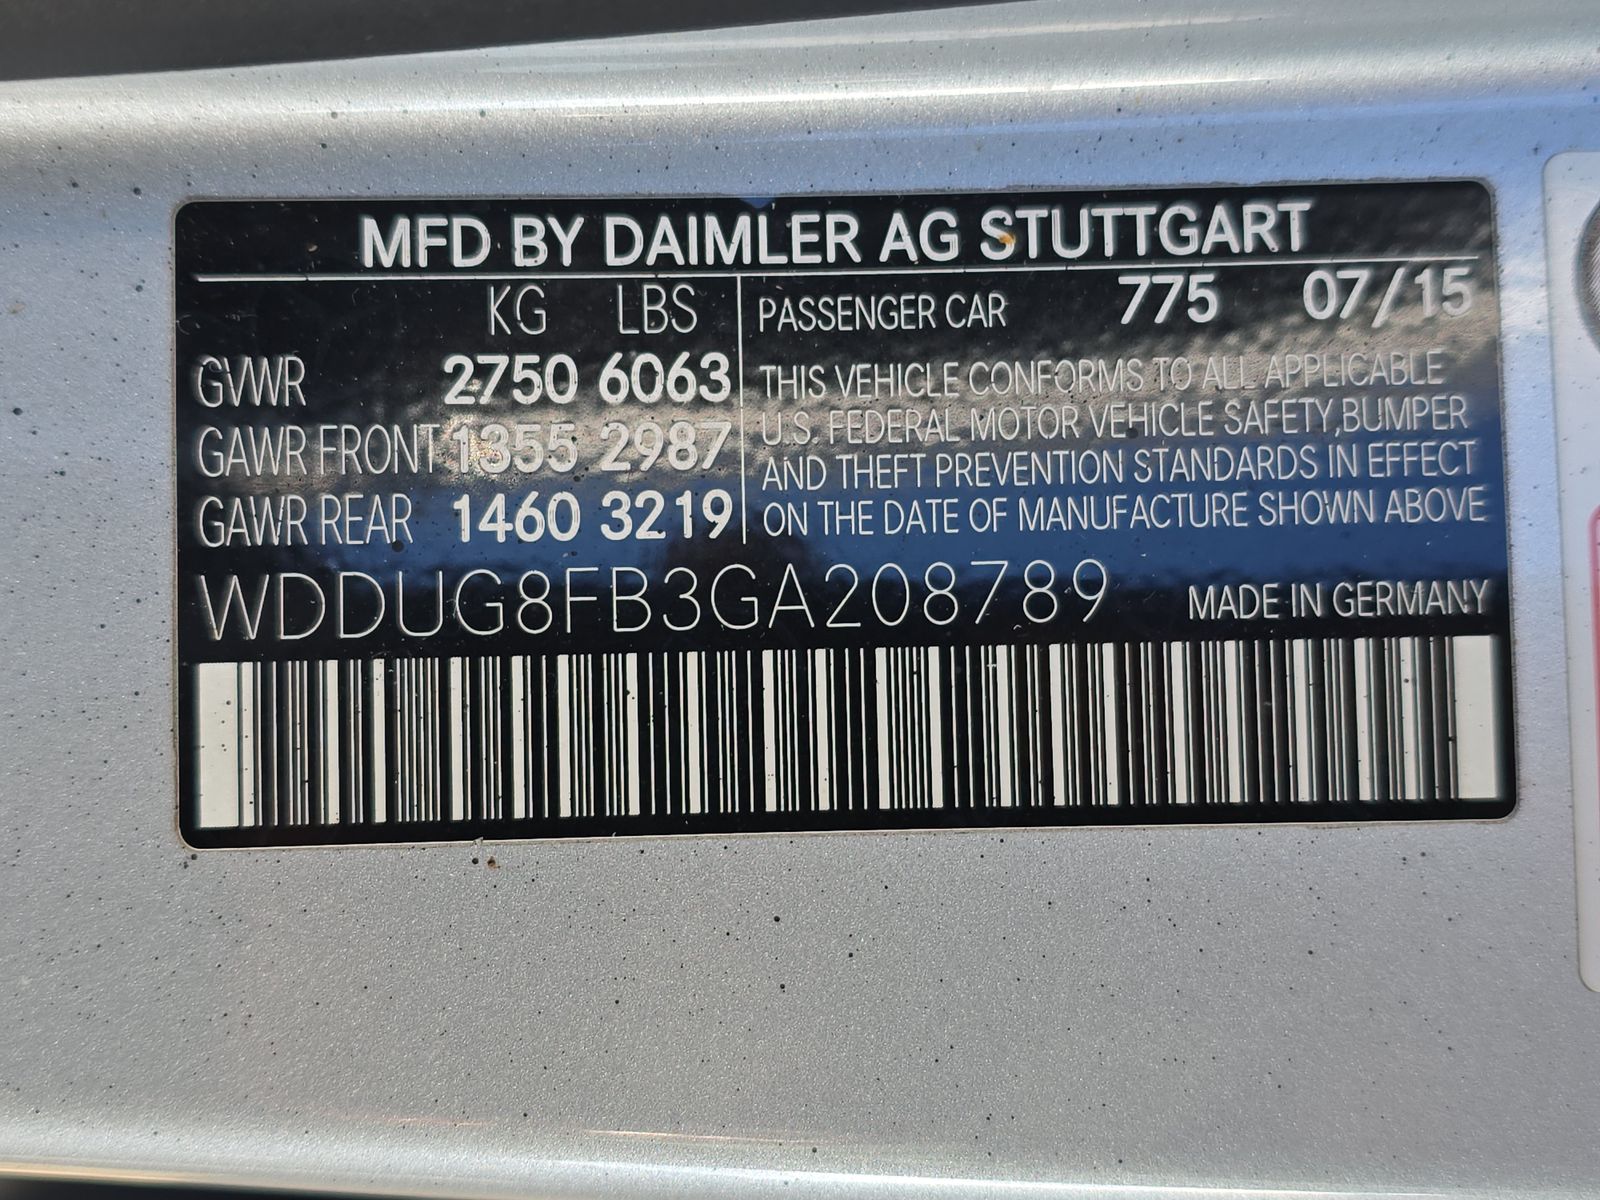 MFD BY DAIMLER AG STUTTGART
KG LBS
GVWR 2750 6063
GAWR FRONT 1355 2987
GAWR REAR 1460 3219
PASSENGER CAR 775 07/15
THIS VEHICLE CONFORMS TO ALL APPLICABLE
U.S. FEDERAL MOTOR VEHICLE SAFETY,BUMPER
AND THEFT PREVENTION STANDARDS IN EFFECT
ON THE DATE OF MANUFACTURE SHOWN ABOVE
WDDUG8FB3GA208789 MADE IN GERMANY